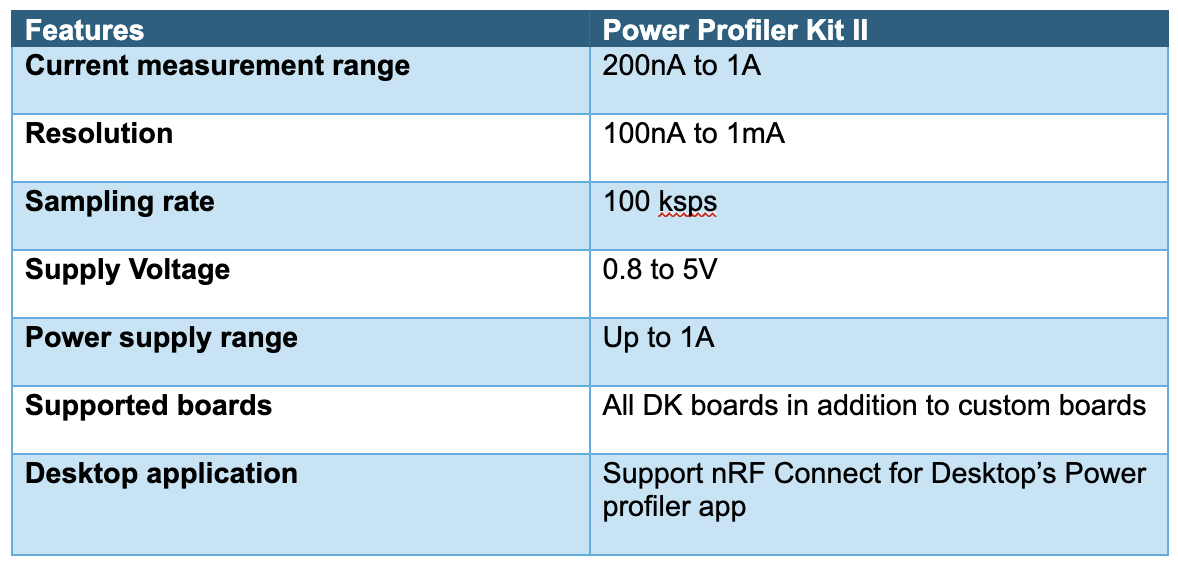 Features Power Profiler Kit II
Current measurement range 200nA to 1A
Resolution 100nA to 1mA
Sampling rate 100 ksps
Supply Voltage 0.8 to 5V
Power supply range Up to 1A
Supported boards All DK boards in addition to custom boards
Desktop application Support nRF Connect for Desktop’s Power
profiler app